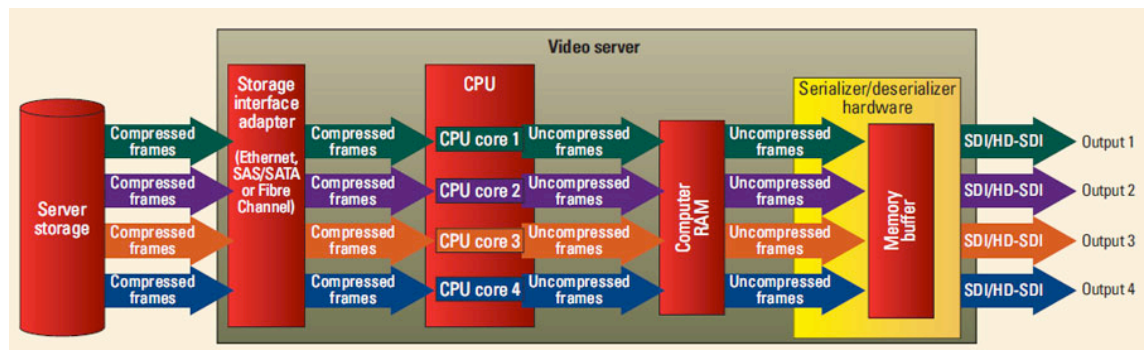 Video server
Server
storage
Compressed
frames
Compressed
frames
Compressed
frames
Compressed
frames
Storage
interface
adapter
(Ethernet,
SAS/SATA
or Fibre
Channel)
Compressed
frames
Compressed
frames
Compressed
frames
Compressed
frames
CPU
CPU core 1
CPU core 2
CPU core 3
CPU core 4
Uncompressed
frames
Uncompressed
frames
Uncompressed
frames
Uncompressed
frames
Computer
RAM
Uncompressed
frames
Uncompressed
frames
Uncompressed
frames
Uncompressed
frames
Serializer/deserializer
hardware
Memory
buffer
SDI/HD-SDI
SDI/HD-SDI
SDI/HD-SDI
SDI/HD-SDI
Output 1
Output 2
Output 3
Output 4